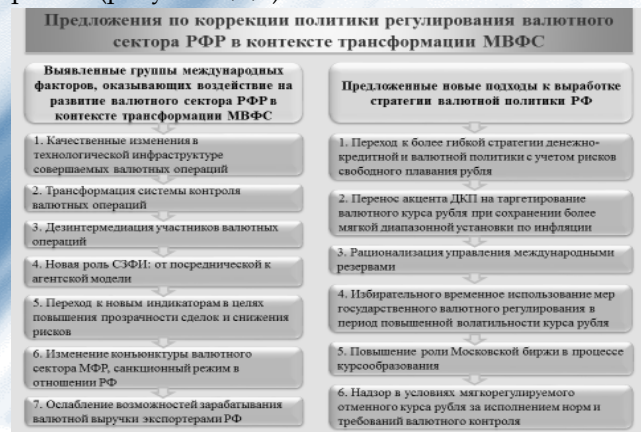 Предложения по коррекции политики регулирования валютного
сектора РФР в контексте трансформации МВФС
Выявленные группы международных
факторов, оказывающих воздействие на
развитие валютного сектора РФР в
контексте трансформации МВФС
1. Качественные изменения в
технологической инфраструктуре
совершаемых валютных операций
2. Трансформация системы контроля
валютных операций
3. Дезинтермедиация участников валютных
операций
4. Новая роль СЗФИ: от посреднической к
агентской модели
5. Переход к новым индикаторам в целях
повышения прозрачности сделок и снижения
рисков
6. Изменение конъюнктуры валютного
сектора МФР, санкционный режим в
отношении РФ
7. Ослабление возможностей зарабатывания
валютной выручки экспортерами РФ
Предложенные новые подходы к выработке
стратегии валютной политики РФ
1. Переход к более гибкой стратегии денежно-
кредитной и валютной политики с учетом рисков
свободного плавания рубля
2. Перенос акцента ДКП на таргетирование
валютного курса рубля при сохранении более
мягкой диапазонной установки по инфляции
3. Рационализация управления международными
резервами
4. Избирательного временное использование мер
государственного валютного регулирования в
период повышенной волатильности курса рубля
5. Повышение роли Московской биржи в процессе
курсообразования
6. Надзор в условиях мягкорегулируемого
отменного курса рубля за исполнением норм и
требований валютного контроля